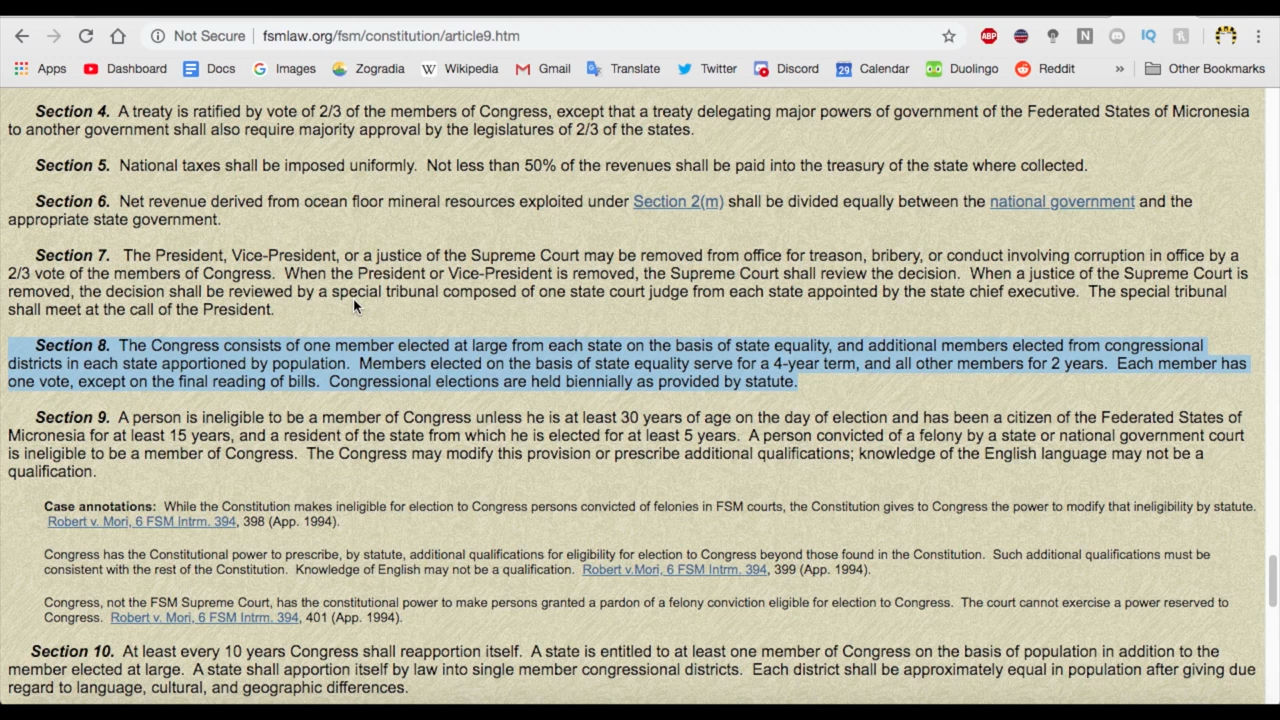 Not Secure fsmlaw.org/fsm/constitution/article9.htm ABP N IQ h
Apps Dashboard Docs Images Zogradia W Wikipedia Gmail Translate Twitter Discord 29 Calendar Duolingo Reddit » Other Bookmarks
Section 4. A treaty is ratified by vote of 2/3 of the members of Congress, except that a treaty delegating major powers of government of the Federated States of Micronesia
to another government shall also require majority approval by the legislatures of 2/3 of the states.
Section 5. National taxes shall be imposed uniformly. Not less than 50% of the revenues shall be paid into the treasury of the state where collected.
Section 6. Net revenue derived from ocean floor mineral resources exploited under Section 2(m) shall be divided equally between the national government and the
appropriate state government.
Section 7. The President, Vice-President, or a justice of the Supreme Court may be removed from office for treason, bribery, or conduct involving corruption in office by a
2/3 vote of the members of Congress. When the President or Vice-President is removed, the Supreme Court shall review the decision. When a justice of the Supreme Court is
removed, the decision shall be reviewed by a special tribunal composed of one state court judge from each state appointed by the state chief executive. The special tribunal
shall meet at the call of the President.
Section 8. The Congress consists of one member elected at large from each state on the basis of state equality, and additional members elected from congressional
districts in each state apportioned by population. Members elected on the basis of state equality serve for a 4-year term, and all other members for 2 years. Each member has
one vote, except on the final reading of bills. Congressional elections are held biennially as provided by statute.
Section 9. A person is ineligible to be a member of Congress unless he is at least 30 years of age on the day of election and has been a citizen of the Federated States of
Micronesia for at least 15 years, and a resident of the state from which he is elected for at least 5 years. A person convicted of a felony by a state or national government court
is ineligible to be a member of Congress. The Congress may modify this provision or prescribe additional qualifications; knowledge of the English language may not be a
qualification.
Case annotations: While the Constitution makes ineligible for election to Congress persons convicted of felonies in FSM courts, the Constitution gives to Congress the power to modify that ineligibility by statute.
Robert v. Mori, 6 FSM Intrm. 394, 398 (App. 1994).
Congress has the Constitutional power to prescribe, by statute, additional qualifications for eligibility for election to Congress beyond those found in the Constitution. Such additional qualifications must be
consistent with the rest of the Constitution. Knowledge of English may not be a qualification. Robert v.Mori, 6 FSM Intrm. 394, 399 (App. 1994).
Congress, not the FSM Supreme Court, has the constitutional power to make persons granted a pardon of a felony conviction eligible for election to Congress. The court cannot exercise a power reserved to
Congress. Robert v. Mori, 6 FSM Intrm. 394, 401 (App. 1994).
Section 10. At least every 10 years Congress shall reapportion itself. A state is entitled to at least one member of Congress on the basis of population in addition to the
member elected at large. A state shall apportion itself by law into single member congressional districts. Each district shall be approximately equal in population after giving due
regard to language, cultural, and geographic differences.